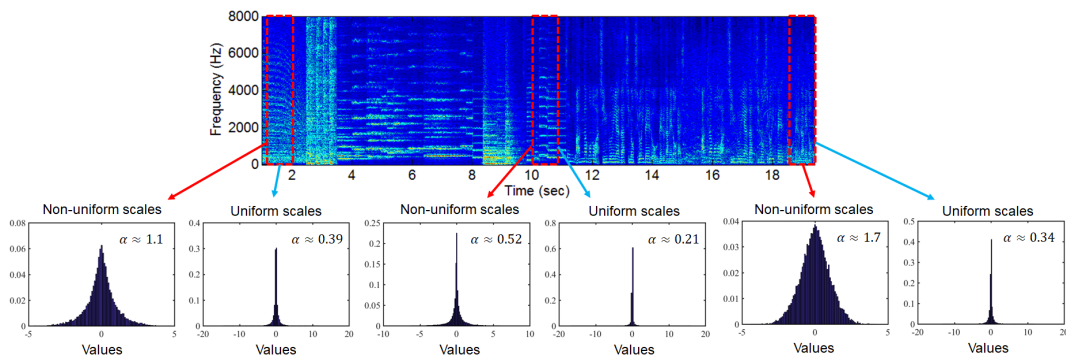 8000
6000
4000
2000
0
Frequency (Hz)
2 4 6 8 10 12 14 16 18
Time (sec)
Non-uniform scales
α ≈ 1.1
0.08
0.06
0.04
0.02
0
-5 0 5
Values
Uniform scales
α ≈ 0.39
0.4
0.3
0.2
0.1
0
-20 -10 0 10 20
Values
Non-uniform scales
α ≈ 0.52
0.25
0.2
0.15
0.1
0.05
0
-10 -5 0 5 10
Values
Uniform scales
α ≈ 0.21
0.8
0.6
0.4
0.2
0
-20 -10 0 10 20
Values
Non-uniform scales
α ≈ 1.7
0.04
0.03
0.02
0.01
0
-5 0 5
Values
Uniform scales
α ≈ 0.34
0.5
0.4
0.3
0.2
0.1
0
-20 -10 0 10 20
Values